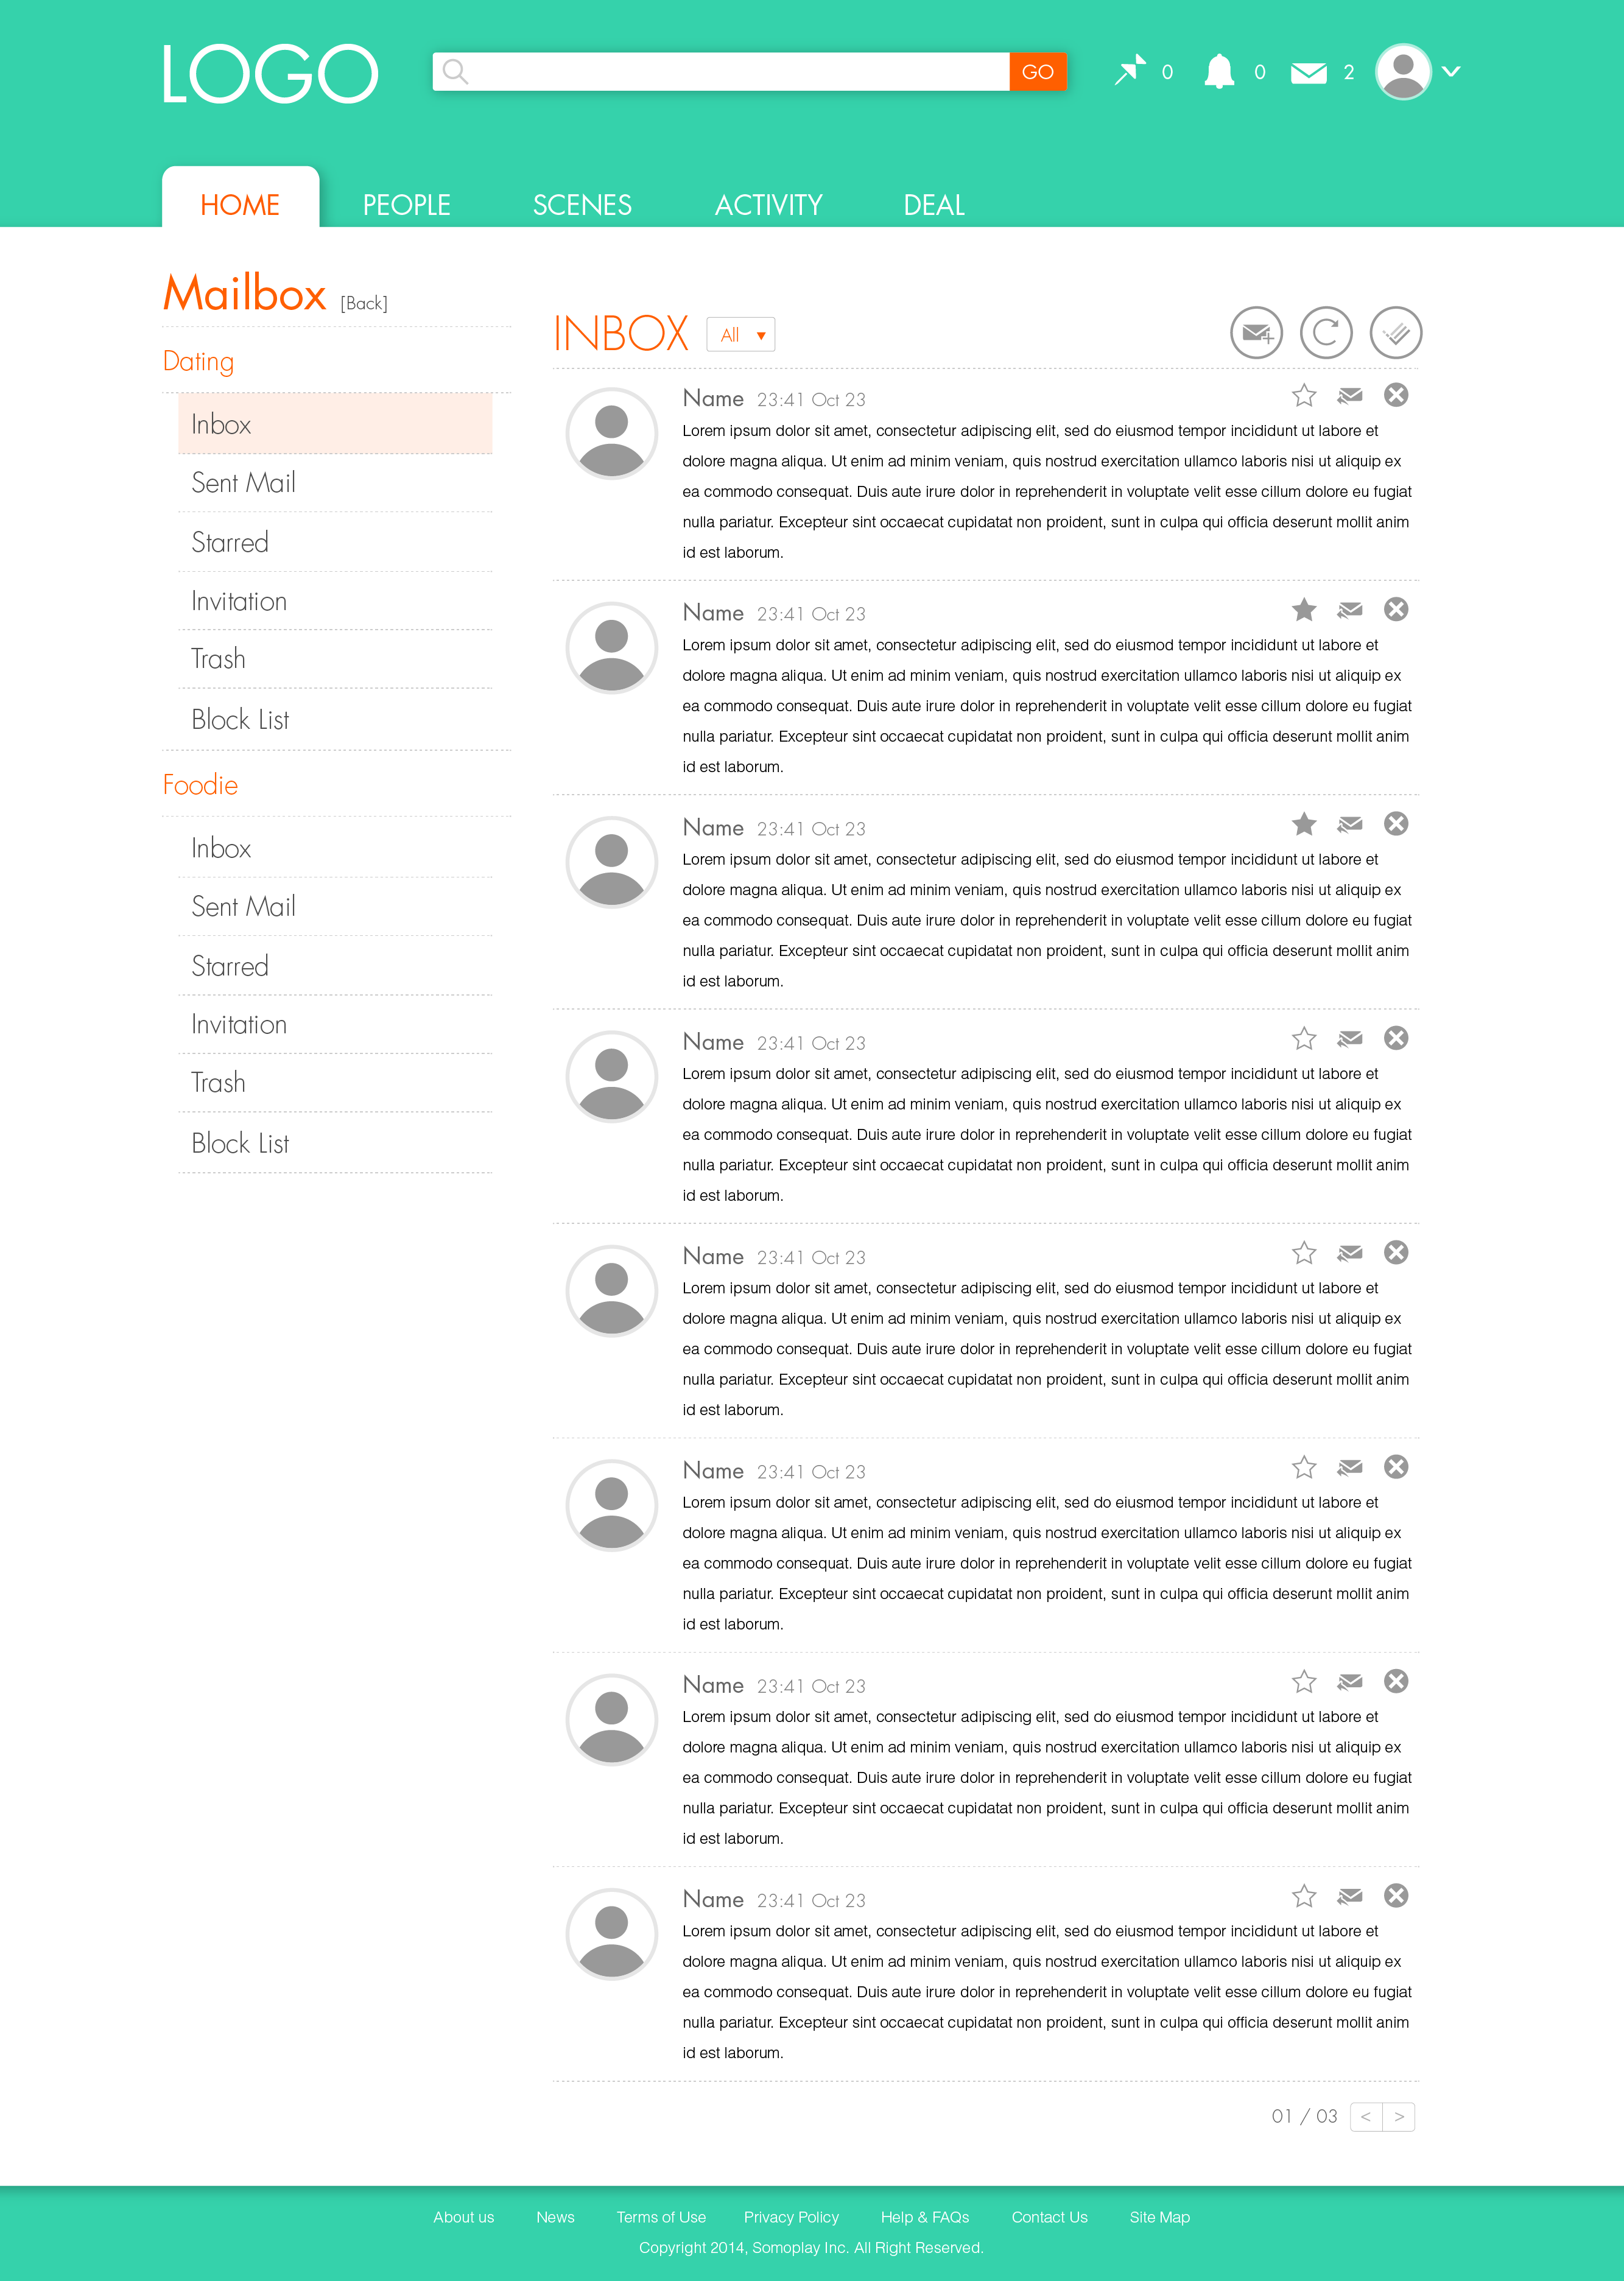 LOGO
GO
0
0
2
HOME
PEOPLE
SCENES
ACTIVITY
DEAL
Mailbox [Back]
Dating
Inbox
Sent Mail
Starred
Invitation
Trash
Block List
Foodie
Inbox
Sent Mail
Starred
Invitation
Trash
Block List
INBOX
All
Name 23:41 Oct 23
Lorem ipsum dolor sit amet, consectetur adipiscing elit, sed do eiusmod tempor incididunt ut labore et
dolore magna aliqua. Ut enim ad minim veniam, quis nostrud exercitation ullamco laboris nisi ut aliquip ex
ea commodo consequat. Duis aute irure dolor in reprehenderit in voluptate velit esse cillum dolore eu fugiat
nulla pariatur. Excepteur sint occaecat cupidatat non proident, sunt in culpa qui officia deserunt mollit anim
id est laborum.
Name 23:41 Oct 23
Lorem ipsum dolor sit amet, consectetur adipiscing elit, sed do eiusmod tempor incididunt ut labore et
dolore magna aliqua. Ut enim ad minim veniam, quis nostrud exercitation ullamco laboris nisi ut aliquip ex
ea commodo consequat. Duis aute irure dolor in reprehenderit in voluptate velit esse cillum dolore eu fugiat
nulla pariatur. Excepteur sint occaecat cupidatat non proident, sunt in culpa qui officia deserunt mollit anim
id est laborum.
Name 23:41 Oct 23
Lorem ipsum dolor sit amet, consectetur adipiscing elit, sed do eiusmod tempor incididunt ut labore et
dolore magna aliqua. Ut enim ad minim veniam, quis nostrud exercitation ullamco laboris nisi ut aliquip ex
ea commodo consequat. Duis aute irure dolor in reprehenderit in voluptate velit esse cillum dolore eu fugiat
nulla pariatur. Excepteur sint occaecat cupidatat non proident, sunt in culpa qui officia deserunt mollit anim
id est laborum.
Name 23:41 Oct 23
Lorem ipsum dolor sit amet, consectetur adipiscing elit, sed do eiusmod tempor incididunt ut labore et
dolore magna aliqua. Ut enim ad minim veniam, quis nostrud exercitation ullamco laboris nisi ut aliquip ex
ea commodo consequat. Duis aute irure dolor in reprehenderit in voluptate velit esse cillum dolore eu fugiat
nulla pariatur. Excepteur sint occaecat cupidatat non proident, sunt in culpa qui officia deserunt mollit anim
id est laborum.
Name 23:41 Oct 23
Lorem ipsum dolor sit amet, consectetur adipiscing elit, sed do eiusmod tempor incididunt ut labore et
dolore magna aliqua. Ut enim ad minim veniam, quis nostrud exercitation ullamco laboris nisi ut aliquip ex
ea commodo consequat. Duis aute irure dolor in reprehenderit in voluptate velit esse cillum dolore eu fugiat
nulla pariatur. Excepteur sint occaecat cupidatat non proident, sunt in culpa qui officia deserunt mollit anim
id est laborum.
Name 23:41 Oct 23
Lorem ipsum dolor sit amet, consectetur adipiscing elit, sed do eiusmod tempor incididunt ut labore et
dolore magna aliqua. Ut enim ad minim veniam, quis nostrud exercitation ullamco laboris nisi ut aliquip ex
ea commodo consequat. Duis aute irure dolor in reprehenderit in voluptate velit esse cillum dolore eu fugiat
nulla pariatur. Excepteur sint occaecat cupidatat non proident, sunt in culpa qui officia deserunt mollit anim
id est laborum.
Name 23:41 Oct 23
Lorem ipsum dolor sit amet, consectetur adipiscing elit, sed do eiusmod tempor incididunt ut labore et
dolore magna aliqua. Ut enim ad minim veniam, quis nostrud exercitation ullamco laboris nisi ut aliquip ex
ea commodo consequat. Duis aute irure dolor in reprehenderit in voluptate velit esse cillum dolore eu fugiat
nulla pariatur. Excepteur sint occaecat cupidatat non proident, sunt in culpa qui officia deserunt mollit anim
id est laborum.
Name 23:41 Oct 23
Lorem ipsum dolor sit amet, consectetur adipiscing elit, sed do eiusmod tempor incididunt ut labore et
dolore magna aliqua. Ut enim ad minim veniam, quis nostrud exercitation ullamco laboris nisi ut aliquip ex
ea commodo consequat. Duis aute irure dolor in reprehenderit in voluptate velit esse cillum dolore eu fugiat
nulla pariatur. Excepteur sint occaecat cupidatat non proident, sunt in culpa qui officia deserunt mollit anim
id est laborum.
01 / 03 < >
About us News Terms of Use Privacy Policy Help & FAQs Contact Us Site Map
Copyright 2014, Somoplay Inc. All Right Reserved.